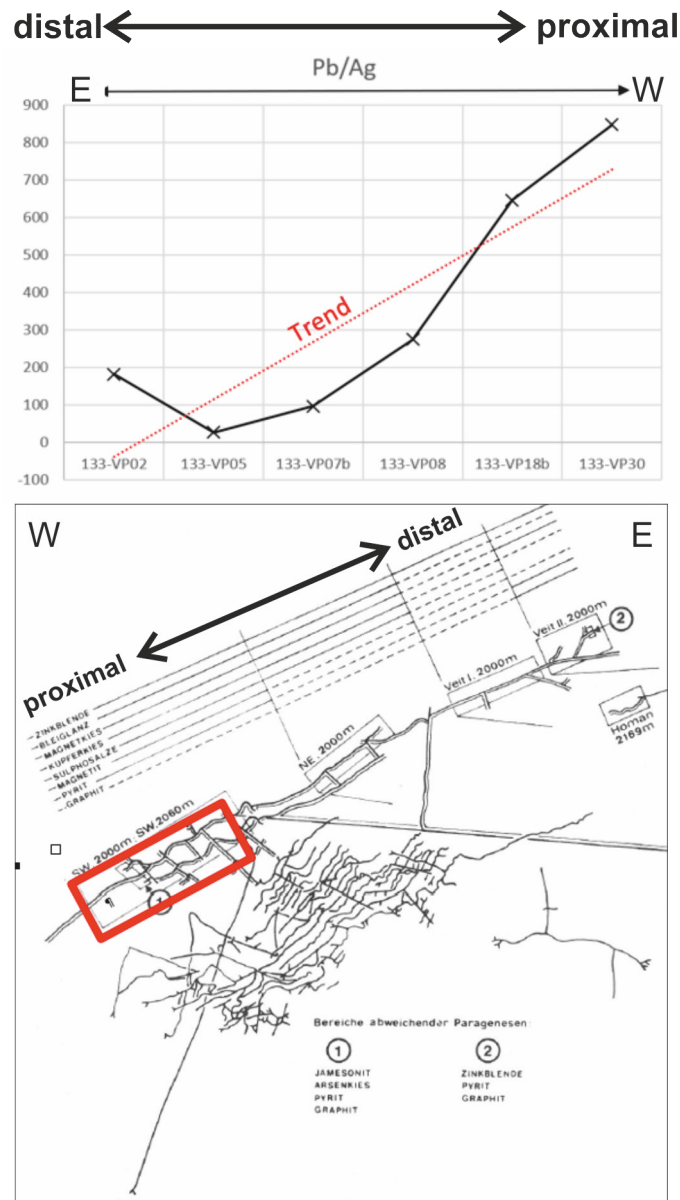 distal proximal
Pb/Ag
E W
900
800
700
600
500
400
300
200
100
0
-100
Trend
133-VP02 133-VP05 133-VP07b 133-VP08 133-VP18b 133-VP30
W E
distal
proximal
ZINKBLENDE
BLEIGLANZ
MAGNETKIES
KUPFERKIES
SULPHOSALZE
MAGNETIT
PYRIT
GRAPHIT
Veit II. 2000m
2
Veit I. 2000m
Homan
2169m
NE. 2000m
SW. 2000m. SW. 2060m
1
Bereiche abweichender Paragenesen:
1 2
JAMESONIT
ARSENKIES
PYRIT
GRAPHIT
ZINKBLENDE
PYRIT
GRAPHIT